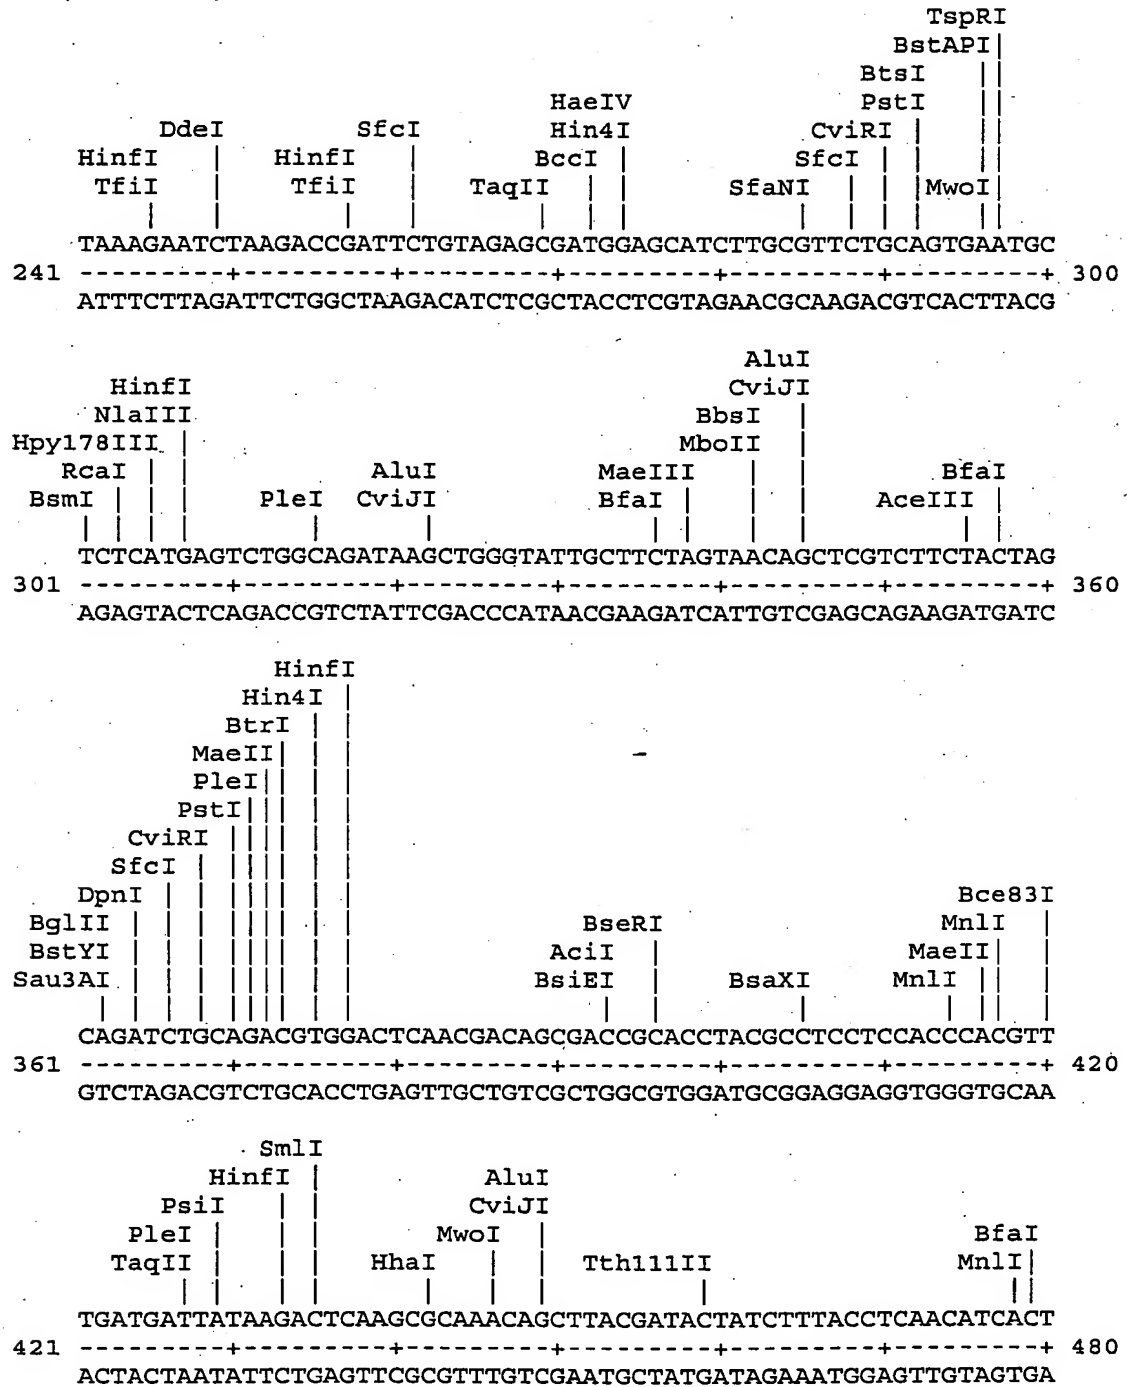 TspRI
BstAPI|
BtsI
HaeIV PstI
DdeI SfcI Hin4I CviRI
HinfI HinfI BccI SfcI
TfiI TfiI TaqII SfaNI MwoI
TAAAGAATCTAAGACCGATTCTGTAGAGCGATGGAGCATCTTGCGTTCTGCAGTGAATGC
241 ---------+---------+---------+---------+---------+---------+ 300
ATTTCTTAGATTCTGGCTAAGACATCTCGCTACCTCGTAGAACGCAAGACGTCACTTACG
AluI
HinfI CviJI
NlaIII BbsI
Hpy178III MboII
RcaI AluI MaeIII BfaI
BsmI PleI CviJI BfaI AceIII
TCTCATGAGTCTGGCAGATAAGCTGGGTATTGCTTCTAGTAACAGCTCGTCTTCTACTAG
301 ---------+---------+---------+---------+---------+---------+ 360
AGAGTACTCAGACCGTCTATTCGACCCATAACGAAGATCATTGTCGAGCAGAAGATGATC
HinfI
Hin4I
BtrI
MaeII
PleI
PstI
CviRI
SfcI
DpnI Bce83I
BglII BseRI MnlI
BstYI AciI MaeII
Sau3AI BsiEI BsaXI MnlI
CAGATCTGCAGACGTGGACTCAACGACAGCGACCGCACCTACGCCTCCTCCACCCACGTT
361 ---------+---------+---------+---------+---------+---------+ 420
GTCTAGACGTCTGCACCTGAGTTGCTGTCGCTGGCGTGGATGCGGAGGAGGTGGGTGCAA
SmlI
HinfI AluI
PsiI CviJI
PleI MwoI BfaI
TaqII HhaI Tth111II MnlI
TGATGATTATAAGACTCAAGCGCAAACAGCTTACGATACTATCTTTACCTCAACATCACT
421 ---------+---------+---------+---------+---------+---------+ 480
ACTACTAATATTCTGAGTTCGCGTTTGTCGAATGCTATGATAGAAATGGAGTTGTAGTGA